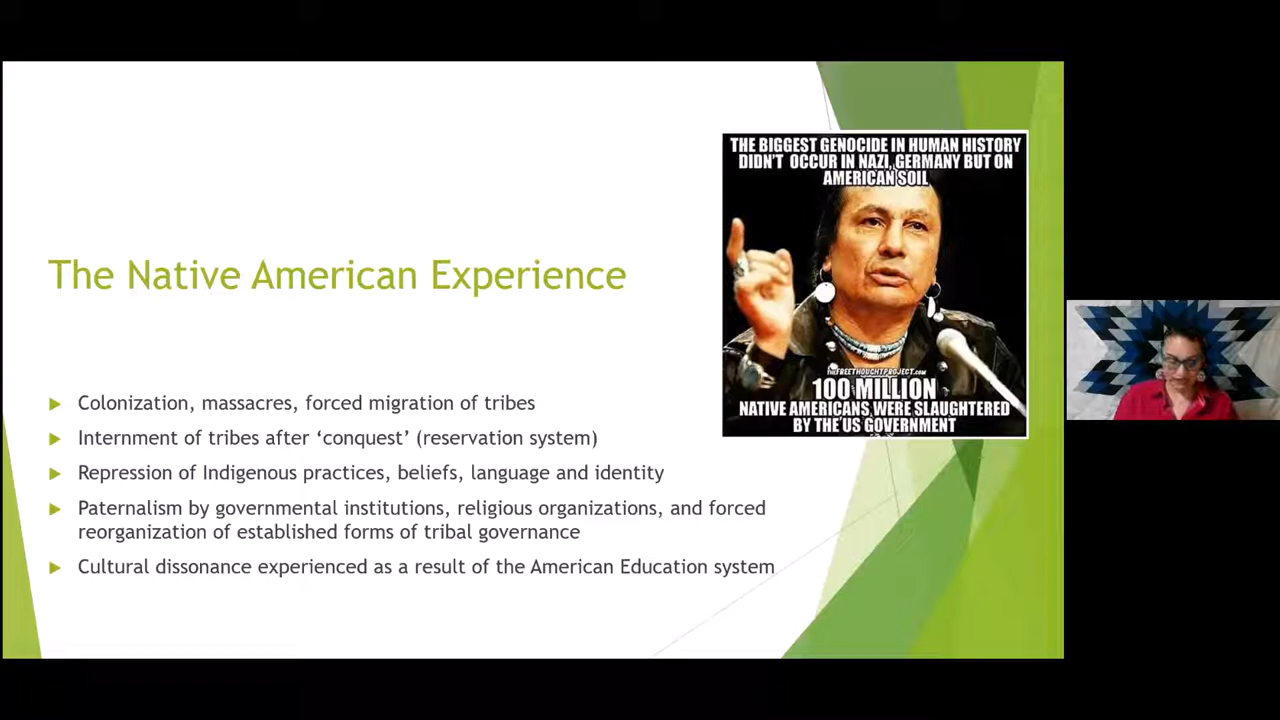 The Native American Experience
Colonization, massacres, forced migration of tribes
Internment of tribes after ‘conquest’ (reservation system)
Repression of Indigenous practices, beliefs, language and identity
Paternalism by governmental institutions, religious organizations, and forced
reorganization of established forms of tribal governance
Cultural dissonance experienced as a result of the American Education system
THE BIGGEST GENOCIDE IN HUMAN HISTORY
DIDN'T OCCUR IN NAZI, GERMANY BUT ON
AMERICAN SOIL
THEFREETHOUGHTPROJECT.COM
100 MILLION
NATIVE AMERICANS WERE SLAUGHTERED
BY THE US GOVERNMENT